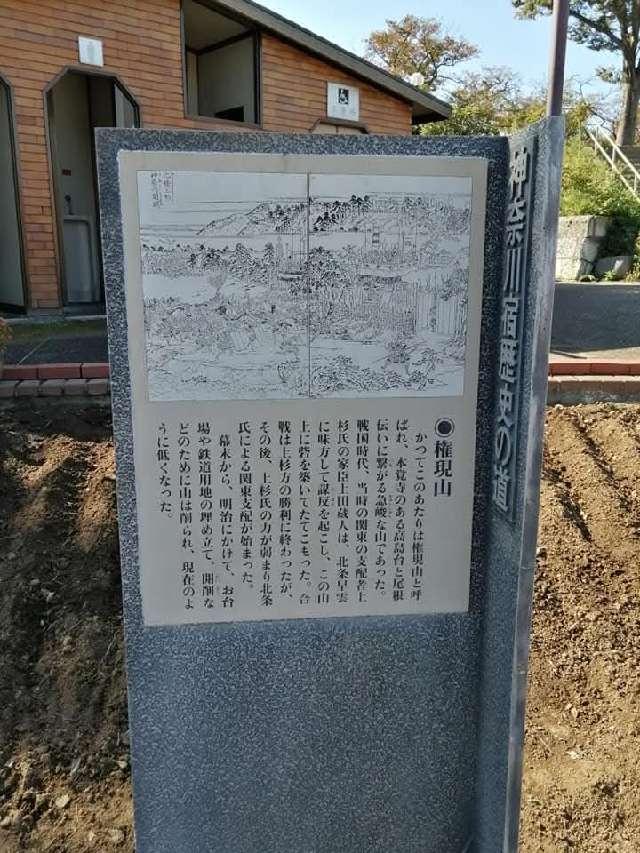 神奈川宿歴史の道
◉権現山
かつてこのあたりは権現山と呼
ばれ、本覚寺のある高島台と尾根
伝いに繋がる急峻な山であった。
戦国時代、当時の関東の支配者上
杉氏の家臣上田蔵人は、北条早雲
に味方して謀反を起こし、この山
上に砦を築いてたてこもった。合
戦は上杉方の勝利に終わったが、
その後、上杉氏の力が弱まり北条
氏による関東支配が始まった。
幕末から、明治にかけて、お台
場や鉄道用地の埋め立て、開削な
どのために山は削られ、現在のよ
うに低くなった。